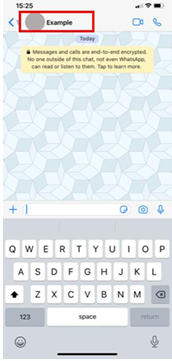 15:25
Example
Today
Messages and calls are end-to-end encrypted.
No one outside of this chat, not even WhatsApp,
can read or listen to them. Tap to learn more.
Q W E R T Y U I O P
A S D F G H J K L
Z X C V B N M
123 space return